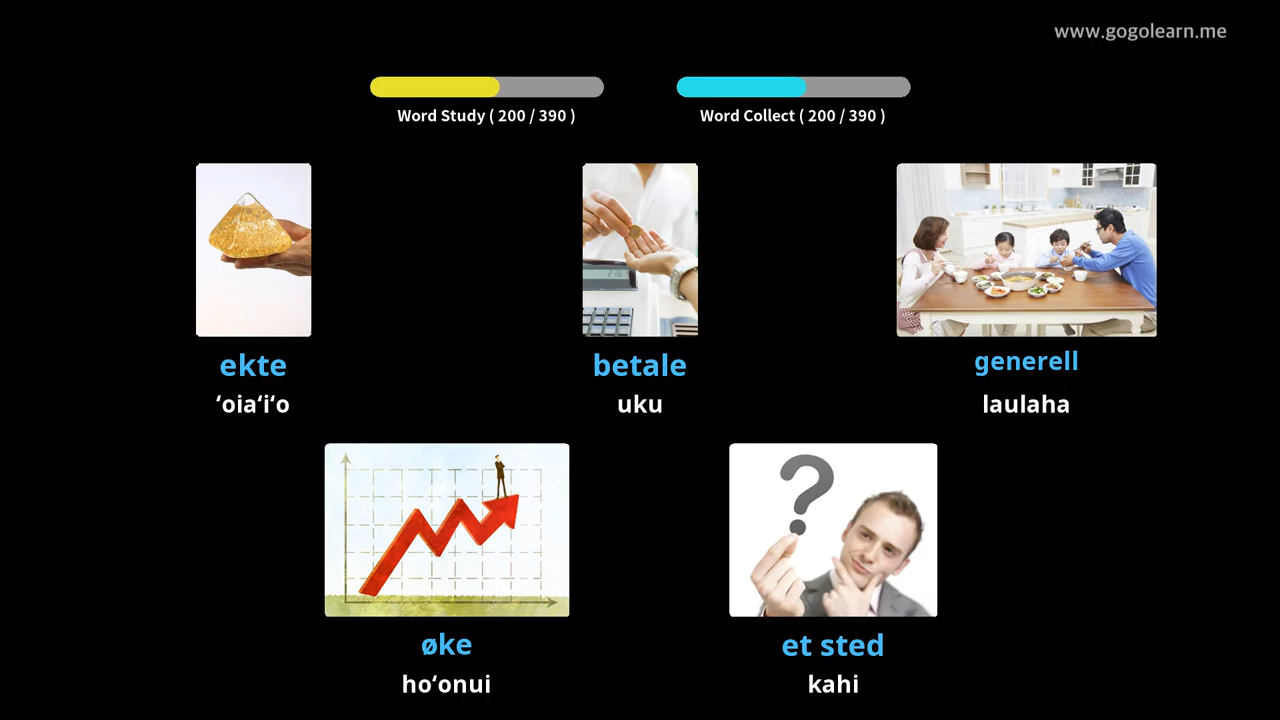 www.gogolearn.me
Word Study ( 200 / 390 )
Word Collect ( 200 / 390 )
ekte
ʻoiaʻiʻo
betale
uku
generell
laulaha
øke
hoʻonui
et sted
kahi